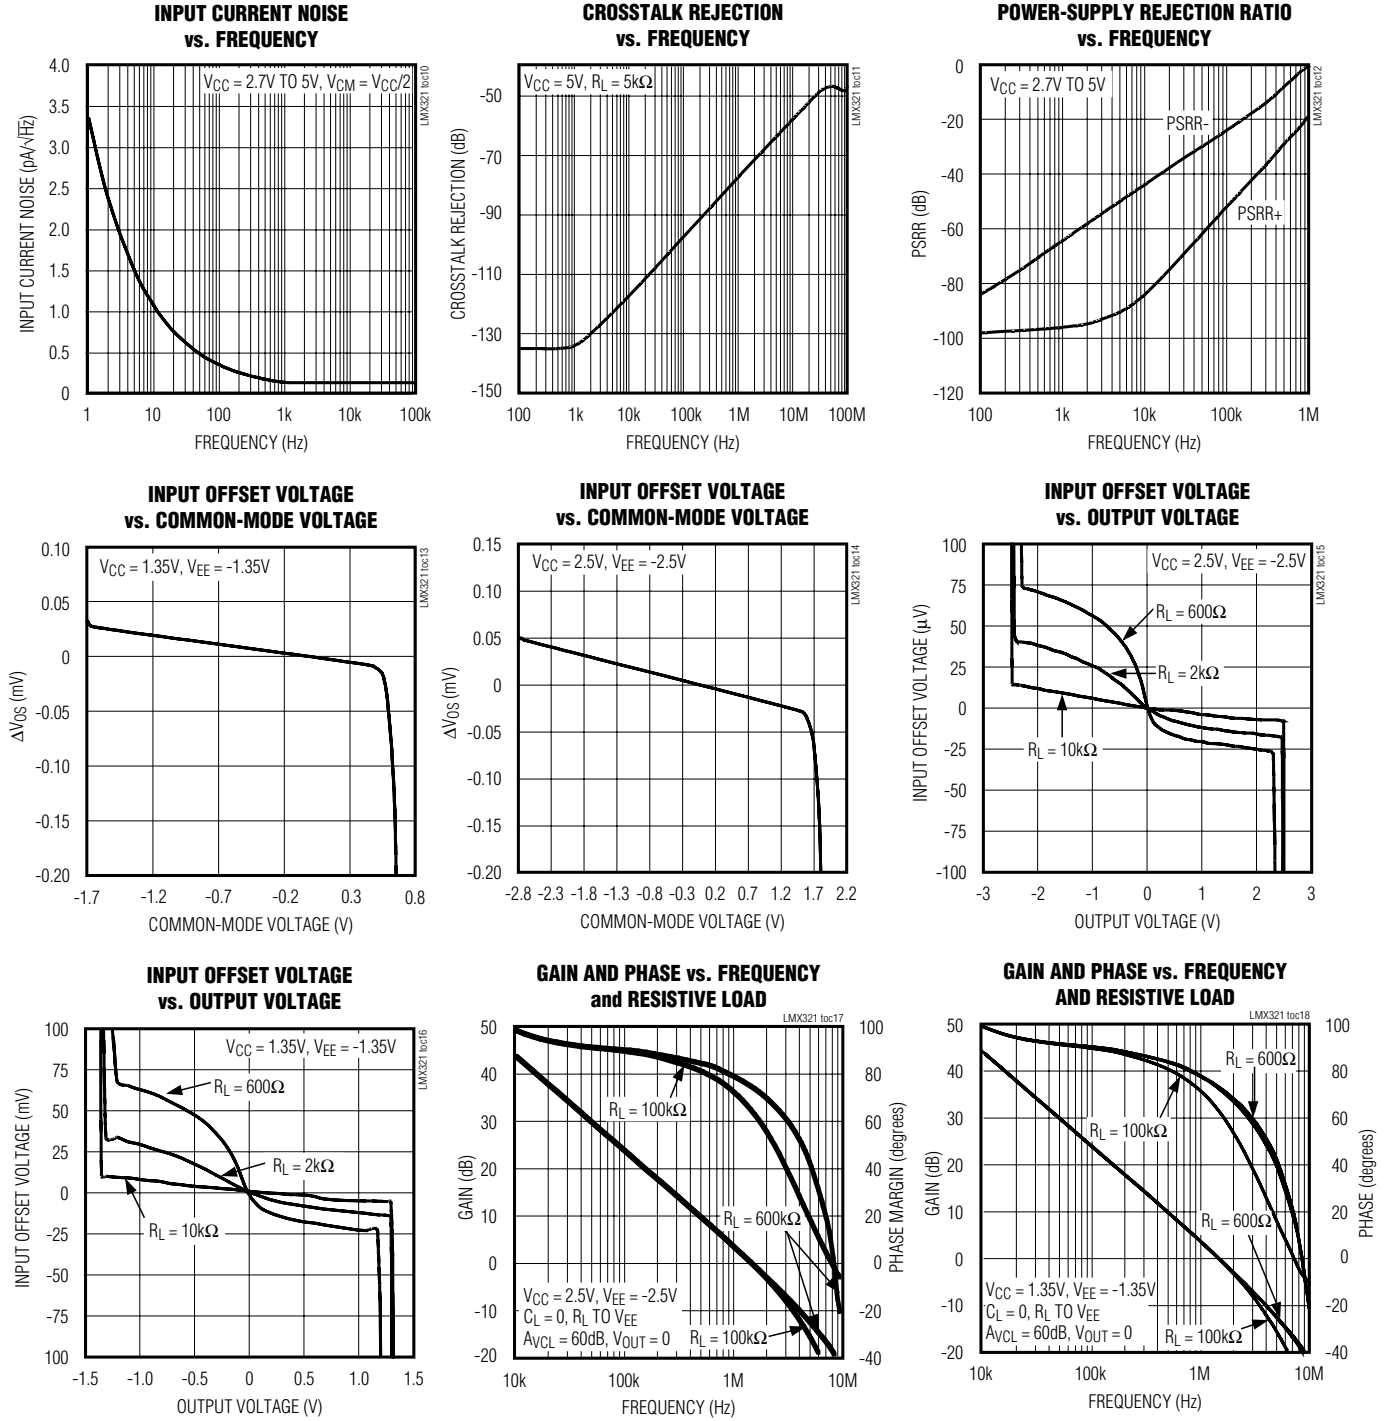 INPUT CURRENT NOISE
vs. FREQUENCY
VCC = 2.7V TO 5V, VCM = VCC/2
LMX321 toc10
INPUT CURRENT NOISE (pA/√Hz)
4.0
3.5
3.0
2.5
2.0
1.5
1.0
0.5
0
1 10 100 1k 10k 100k
FREQUENCY (Hz)
CROSSTALK REJECTION
vs. FREQUENCY
VCC = 5V, RL = 5kΩ
LMX321 toc11
CROSSTALK REJECTION (dB)
-50
-70
-90
-110
-130
-150
100 1k 10k 100k 1M 10M 100M
FREQUENCY (Hz)
POWER-SUPPLY REJECTION RATIO
vs. FREQUENCY
VCC = 2.7V TO 5V
LMX321 toc12
PSRR-
PSRR+
PSRR (dB)
0
-20
-40
-60
-80
-100
-120
100 1k 10k 100k 1M
FREQUENCY (Hz)
INPUT OFFSET VOLTAGE
vs. COMMON-MODE VOLTAGE
VCC = 1.35V, VEE = -1.35V
LMX321 toc13
ΔVOS (mV)
0.10
0.05
0
-0.05
-0.10
-0.15
-0.20
-1.7 -1.2 -0.7 -0.2 0.3 0.8
COMMON-MODE VOLTAGE (V)
INPUT OFFSET VOLTAGE
vs. COMMON-MODE VOLTAGE
VCC = 2.5V, VEE = -2.5V
LMX321 toc14
ΔVOS (mV)
0.15
0.10
0.05
0
-0.05
-0.10
-0.15
-0.20
-2.8 -2.3 -1.8 -1.3 -0.8 -0.3 0.2 0.7 1.2 1.7 2.2
COMMON-MODE VOLTAGE (V)
INPUT OFFSET VOLTAGE
vs. OUTPUT VOLTAGE
VCC = 2.5V, VEE = -2.5V
LMX321 toc15
RL = 600Ω
RL = 2kΩ
RL = 10kΩ
INPUT OFFSET VOLTAGE (μV)
100
75
50
25
0
-25
-50
-75
-100
-3 -2 -1 0 1 2 3
OUTPUT VOLTAGE (V)
INPUT OFFSET VOLTAGE
vs. OUTPUT VOLTAGE
VCC = 1.35V, VEE = -1.35V
LMX321 toc16
RL = 600Ω
RL = 2kΩ
RL = 10kΩ
INPUT OFFSET VOLTAGE (mV)
100
75
50
25
0
-25
-50
-75
100
-1.5 -1.0 -0.5 0 0.5 1.0 1.5
OUTPUT VOLTAGE (V)
GAIN AND PHASE vs. FREQUENCY
and RESISTIVE LOAD
LMX321 toc17
RL = 100kΩ
RL = 600kΩ
VCC = 2.5V, VEE = -2.5V
CL = 0, RL TO VEE
AVCL = 60dB, VOUT = 0
RL = 100kΩ
GAIN (dB)
50
40
30
20
10
0
-10
-20
PHASE MARGIN (degrees)
100
80
60
40
20
0
-20
-40
10k 100k 1M 10M
FREQUENCY (Hz)
GAIN AND PHASE vs. FREQUENCY
AND RESISTIVE LOAD
LMX321 toc18
RL = 600Ω
RL = 100kΩ
RL = 600Ω
VCC = 1.35V, VEE = -1.35V
CL = 0, RL TO VEE
AVCL = 60dB, VOUT = 0
RL = 100kΩ
GAIN (dB)
50
40
30
20
10
0
-10
-20
PHASE (degrees)
100
80
60
40
20
0
-20
-40
10k 100k 1M 10M
FREQUENCY (Hz)